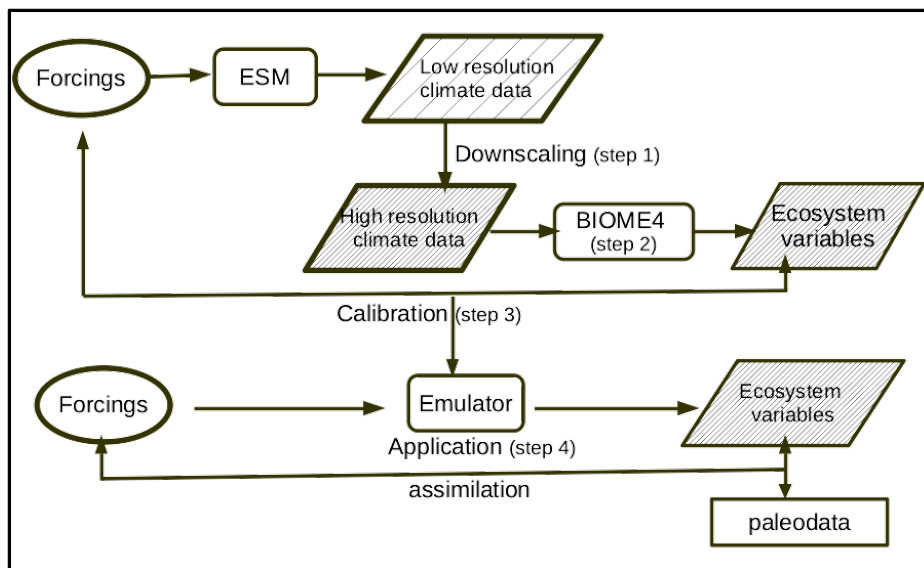 Forcings
ESM
Low resolution
climate data
Downscaling (step 1)
High resolution
climate data
BIOME4
(step 2)
Ecosystem
variables
Calibration (step 3)
Forcings
Emulator
Ecosystem
variables
Application (step 4)
assimilation
paleodata